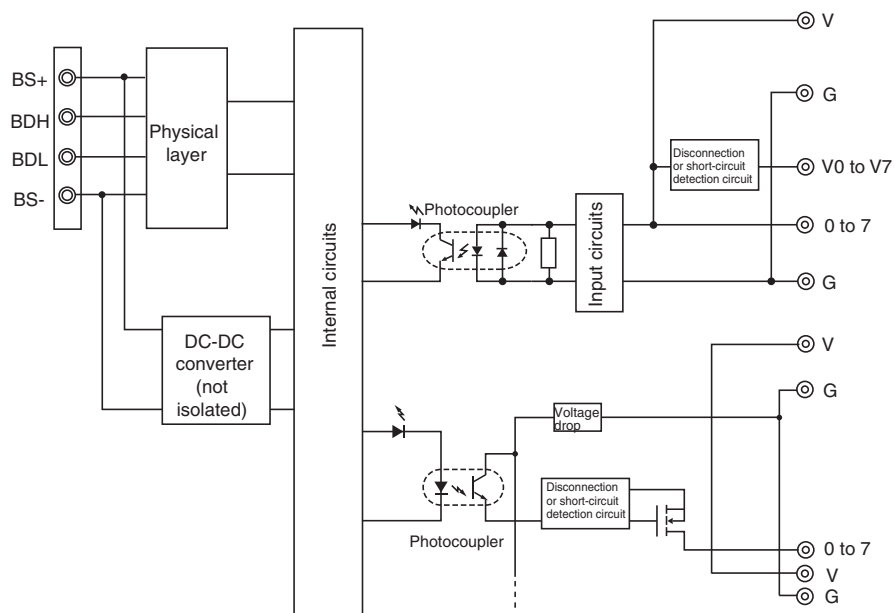 BS+
BDH
BDL
BS-
Physical
layer
DC-DC
converter
(not
isolated)
Internal circuits
Photocoupler
Input circuits
V
G
Disconnection
or short-circuit
detection circuit
V0 to V7
0 to 7
G
V
G
Voltage
drop
Disconnection
or short-circuit
detection circuit
Photocoupler
0 to 7
V
G